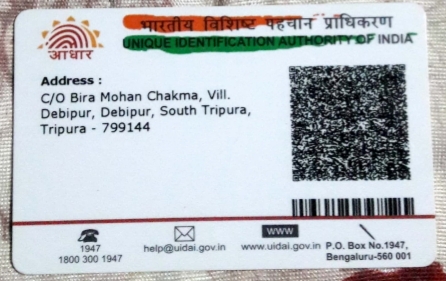 भारतीय विशिष्ट पहचान प्राधिकरण
UNIQUE IDENTIFICATION AUTHORITY OF INDIA
आधार
Address :
C/O Bira Mohan Chakma, Vill.
Debipur, Debipur, South Tripura,
Tripura - 799144
1947
1800 300 1947
help@uidai.gov.in
www
www.uidai.gov.in
P.O. Box No.1947,
Bengaluru-560 001